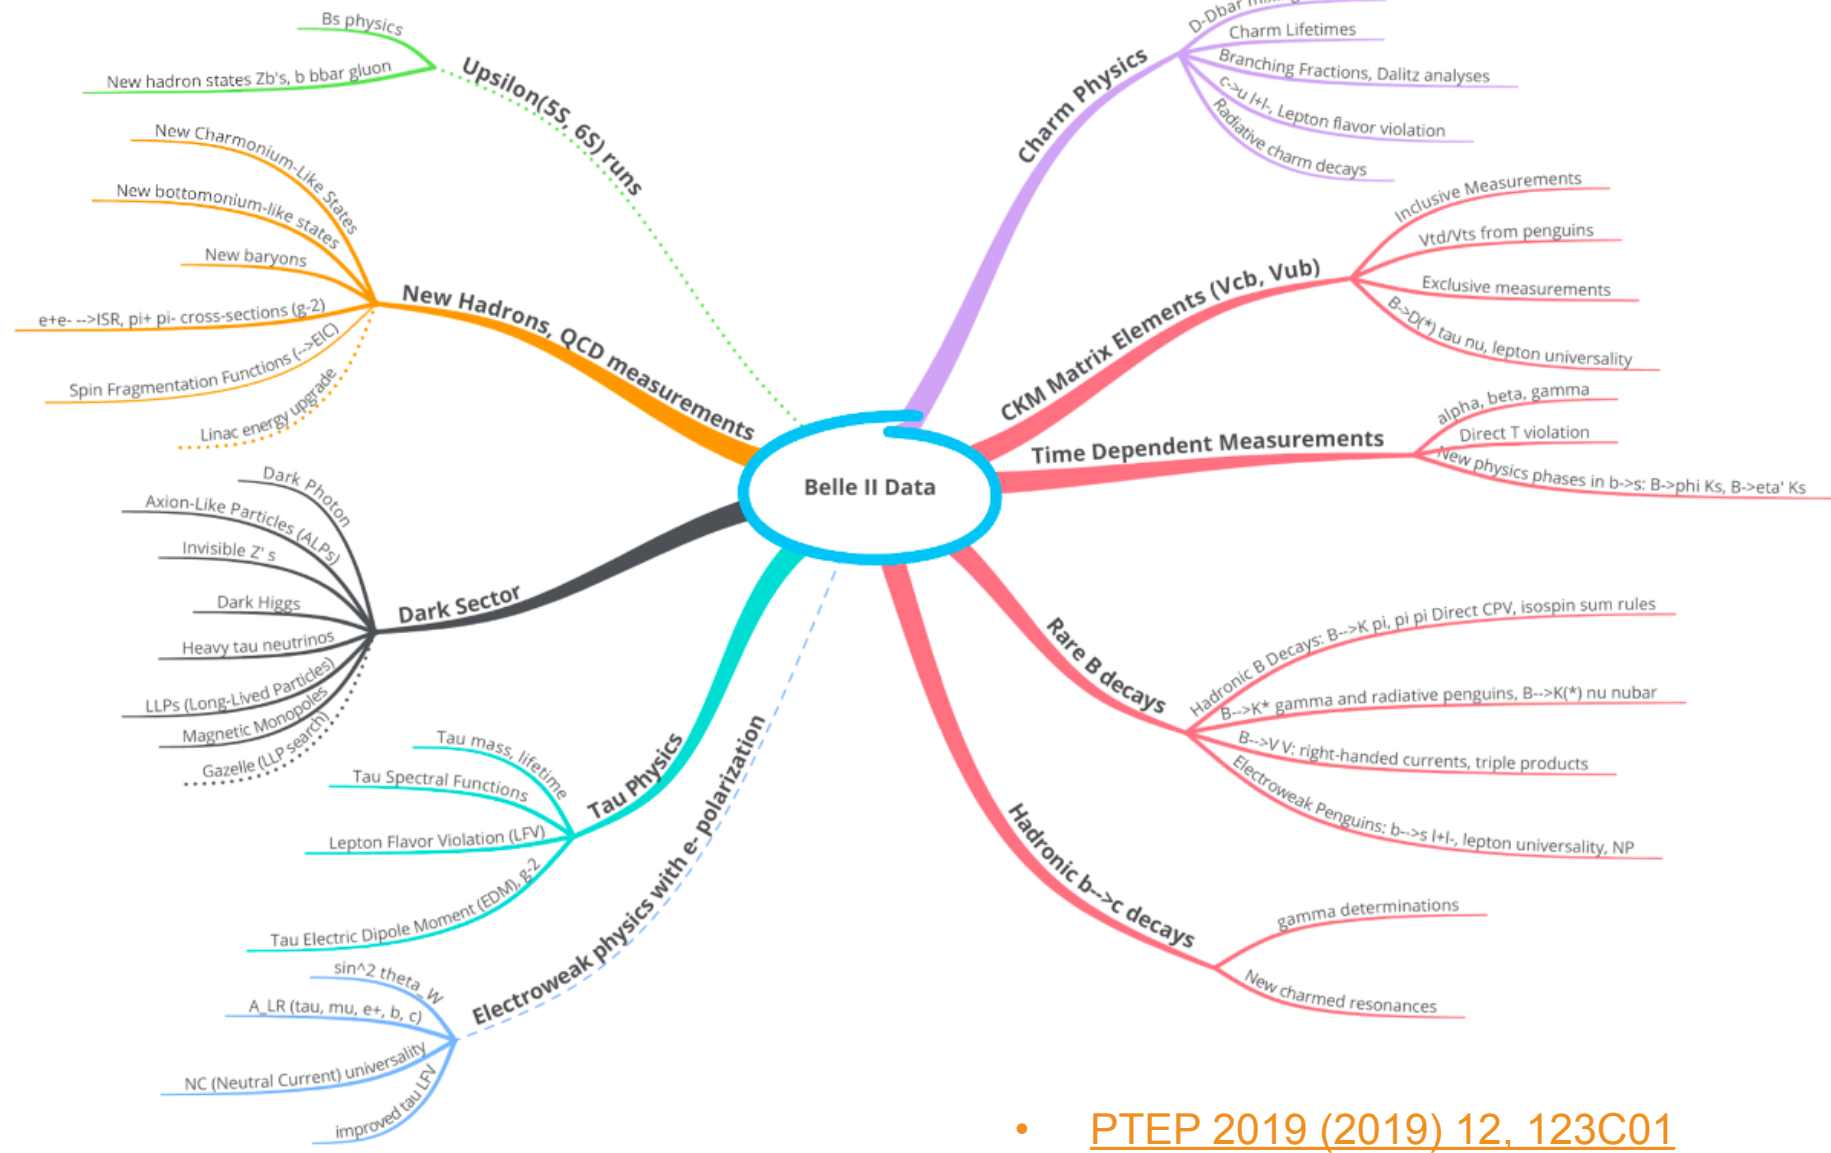 Belle II Data
Upsilon(5S, 6S) runs
Bs physics
New hadron states Zb's, b bbar gluon
New Hadrons, QCD measurements
New Charmonium-Like States
New bottomonium-like states
New baryons
e+e- -->ISR, pi+ pi- cross-sections (g-2)
Spin Fragmentation Functions (-->EIC)
Linac energy upgrade
Dark Sector
Dark Photon
Axion-Like Particles (ALPs)
Invisible Z' s
Dark Higgs
Heavy tau neutrinos
LLPs (Long-Lived Particles)
Magnetic Monopoles
Gazelle (LLP search)
Tau Physics
Tau mass, lifetime
Tau Spectral Functions
Lepton Flavor Violation (LFV)
Tau Electric Dipole Moment (EDM), g-2
Electroweak physics with e- polarization
sin^2 theta_W
A_LR (tau, mu, e+, b, c)
NC (Neutral Current) universality
improved tau LFV
Charm Physics
D-Dbar
Charm Lifetimes
Branching Fractions, Dalitz analyses
c->u l+l-, Lepton flavor violation
Radiative charm decays
CKM Matrix Elements (Vcb, Vub)
Inclusive Measurements
Vtd/Vts from penguins
Exclusive measurements
B->D(*) tau nu, lepton universality
Time Dependent Measurements
alpha, beta, gamma
Direct T violation
New physics phases in b->s: B->phi Ks, B->eta' Ks
Rare B decays
Hadronic B Decays: B-->K pi, pi pi Direct CPV, isospin sum rules
B-->K* gamma and radiative penguins, B-->K(*) nu nubar
B-->V V: right-handed currents, triple products
Electroweak Penguins: b-->s l+l-, lepton universality, NP
Hadronic b-->c decays
gamma determinations
New charmed resonances
• PTEP 2019 (2019) 12, 123C01